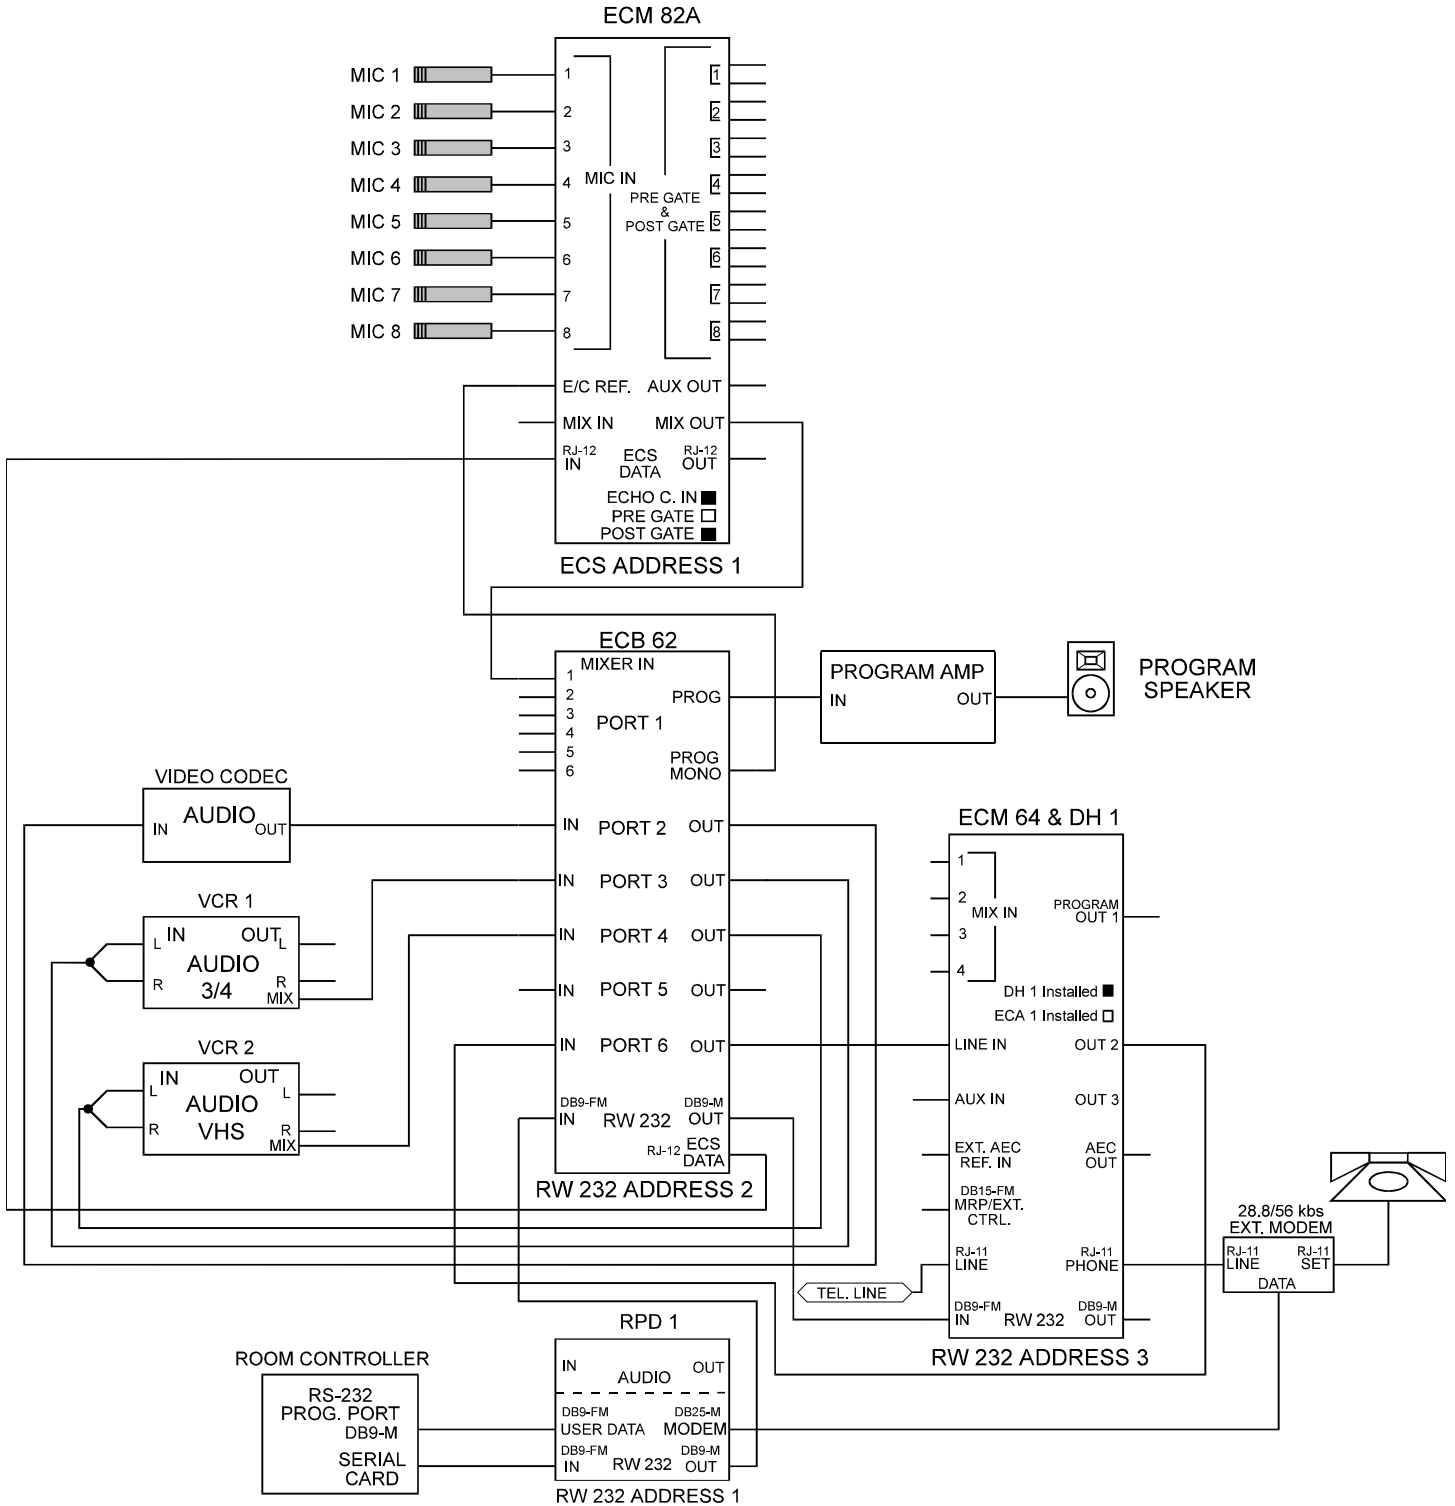 ECM 82A
MIC 1
MIC 2
MIC 3
MIC 4
MIC 5
MIC 6
MIC 7
MIC 8
1
2
3
4
5
6
7
8
MIC IN
PRE GATE
&
POST GATE
1
2
3
4
5
6
7
8
E/C REF.
AUX OUT
MIX IN
MIX OUT
RJ-12
IN
ECS
DATA
RJ-12
OUT
ECHO C. IN
PRE GATE
POST GATE
ECS ADDRESS 1
ECB 62
MIXER IN
1
2
3
4
5
6
PORT 1
PROG
PROG
MONO
IN PORT 2 OUT
IN PORT 3 OUT
IN PORT 4 OUT
IN PORT 5 OUT
IN PORT 6 OUT
DB9-FM
IN
RW 232
DB9-M
OUT
RJ-12
ECS
DATA
RW 232 ADDRESS 2
PROGRAM AMP
IN
OUT
PROGRAM
SPEAKER
VIDEO CODEC
AUDIO
IN
OUT
VCR 1
IN
L
R
OUT
L
R
MIX
AUDIO
3/4
VCR 2
IN
L
R
OUT
L
R
MIX
AUDIO
VHS
ECM 64 & DH 1
1
2
3
4
MIX IN
PROGRAM
OUT 1
DH 1 Installed
ECA 1 Installed
LINE IN
OUT 2
AUX IN
OUT 3
EXT. AEC
REF. IN
AEC
OUT
DB15-FM
MRP/EXT.
CTRL.
RJ-11
LINE
RJ-11
PHONE
DB9-FM
IN
RW 232
DB9-M
OUT
RW 232 ADDRESS 3
TEL. LINE
28.8/56 kbs
EXT. MODEM
RJ-11
LINE
RJ-11
SET
DATA
RPD 1
IN
AUDIO
OUT
DB9-FM
USER DATA
DB25-M
MODEM
DB9-FM
IN
RW 232
DB9-M
OUT
RW 232 ADDRESS 1
ROOM CONTROLLER
RS-232
PROG. PORT
DB9-M
SERIAL
CARD